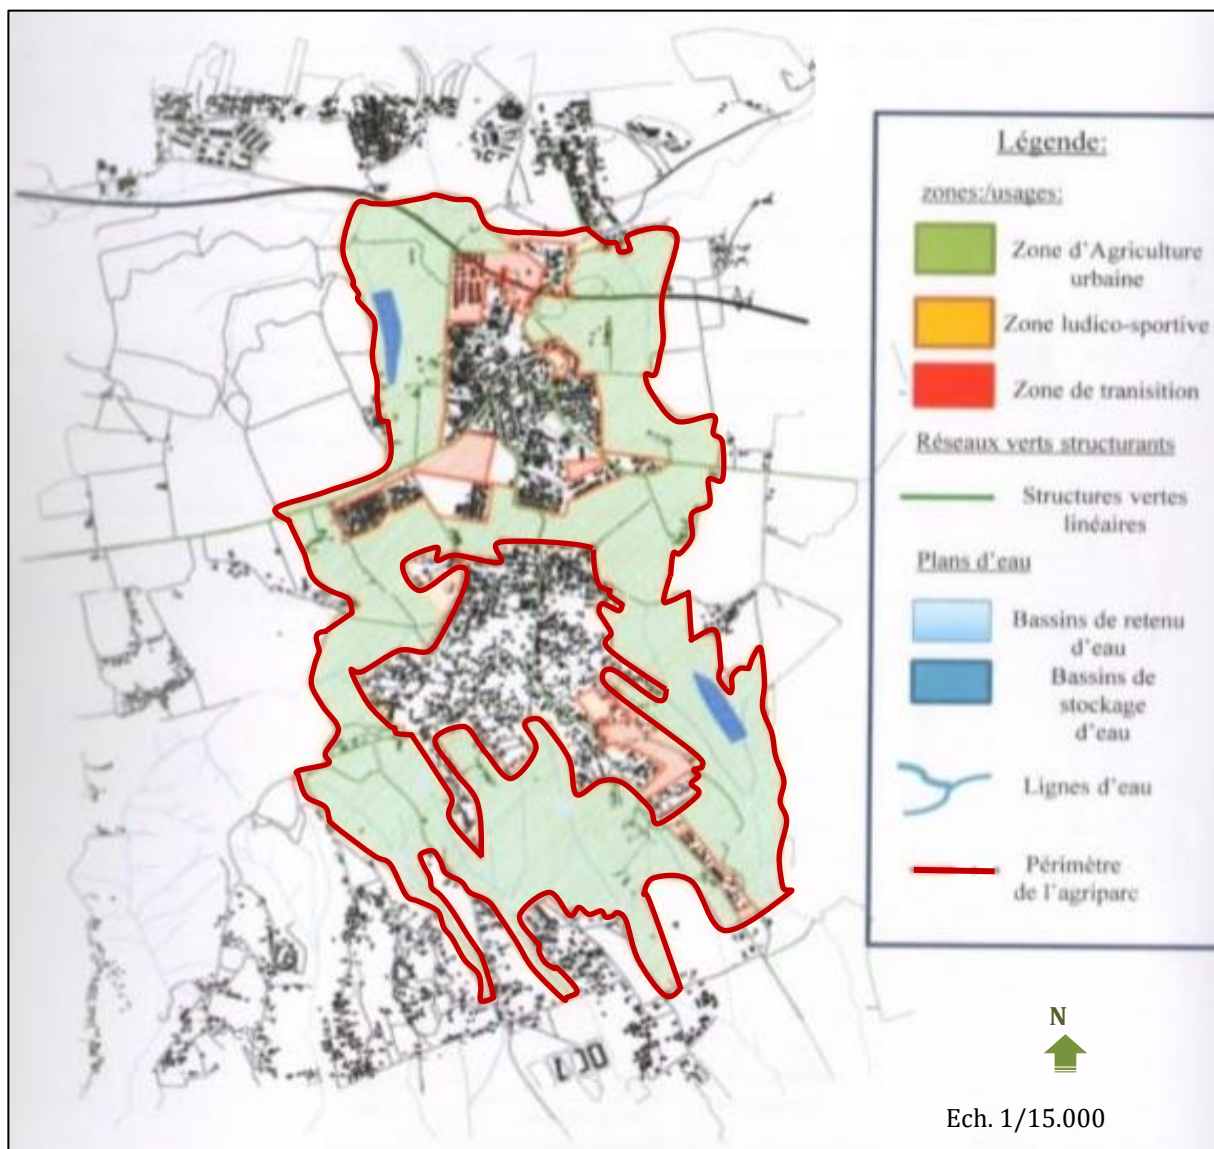 Légende:
zones:/usages:
Zone d'Agriculture
urbaine
Zone ludico-sportive
Zone de tranisition
Réseaux verts structurants
Structures vertes
linéaires
Plans d'eau
Bassins de retenu
d'eau
Bassins de
stockage
d'eau
Lignes d'eau
Périmètre
de l'agriparc
N
Ech. 1/15.000